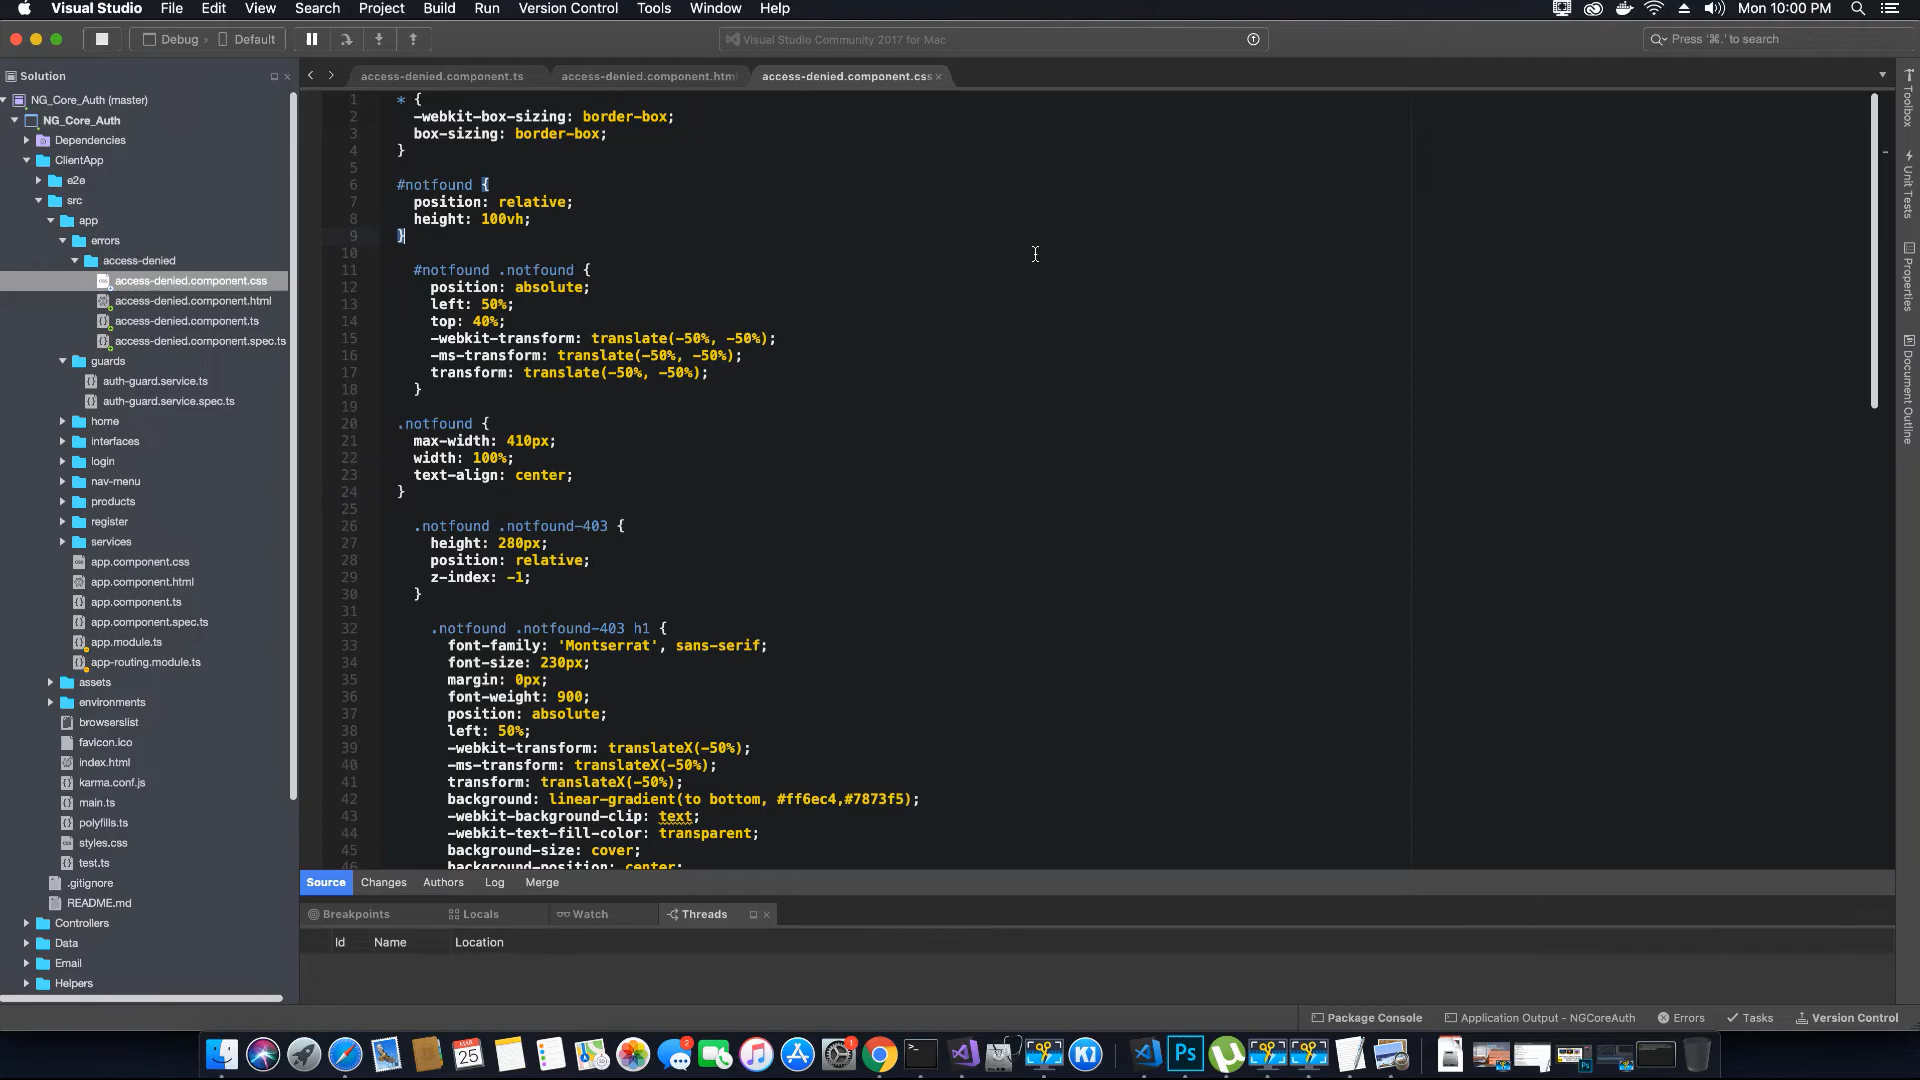 Visual Studio File Edit View Search Project Build Run Version Control Tools Window Help Mon 10:00 PM
Debug Default Visual Studio Community 2017 for Mac Press '⌘.' to search
Solution access-denied.component.ts access-denied.component.html access-denied.component.css
NG_Core_Auth (master)
NG_Core_Auth
Dependencies
ClientApp
e2e
src
app
errors
access-denied
access-denied.component.css
access-denied.component.html
access-denied.component.ts
access-denied.component.spec.ts
guards
auth-guard.service.ts
auth-guard.service.spec.ts
home
interfaces
login
nav-menu
products
register
services
app.component.css
app.component.html
app.component.ts
app.component.spec.ts
app.module.ts
app-routing.module.ts
assets
environments
browserslist
favicon.ico
index.html
karma.conf.js
main.ts
polyfills.ts
styles.css
test.ts
.gitignore
README.md
Controllers
Data
Email
Helpers
1 * {
2 -webkit-box-sizing: border-box;
3 box-sizing: border-box;
4 }
5
6 #notfound {
7 position: relative;
8 height: 100vh;
9 }
10
11 #notfound .notfound {
12 position: absolute;
13 left: 50%;
14 top: 40%;
15 -webkit-transform: translate(-50%, -50%);
16 -ms-transform: translate(-50%, -50%);
17 transform: translate(-50%, -50%);
18 }
19
20 .notfound {
21 max-width: 410px;
22 width: 100%;
23 text-align: center;
24 }
25
26 .notfound .notfound-403 {
27 height: 280px;
28 position: relative;
29 z-index: -1;
30 }
31
32 .notfound .notfound-403 h1 {
33 font-family: 'Montserrat', sans-serif;
34 font-size: 230px;
35 margin: 0px;
36 font-weight: 900;
37 position: absolute;
38 left: 50%;
39 -webkit-transform: translateX(-50%);
40 -ms-transform: translateX(-50%);
41 transform: translateX(-50%);
42 background: linear-gradient(to bottom, #ff6ec4,#7873f5);
43 -webkit-background-clip: text;
44 -webkit-text-fill-color: transparent;
45 background-size: cover;
46 background-position: center;
Toolbox
Unit Tests
Properties
Document Outline
Source Changes Authors Log Merge
Breakpoints Locals Watch Threads
Id Name Location
Package Console Application Output - NGCoreAuth Errors Tasks Version Control
MAR
25
2
1
Ps